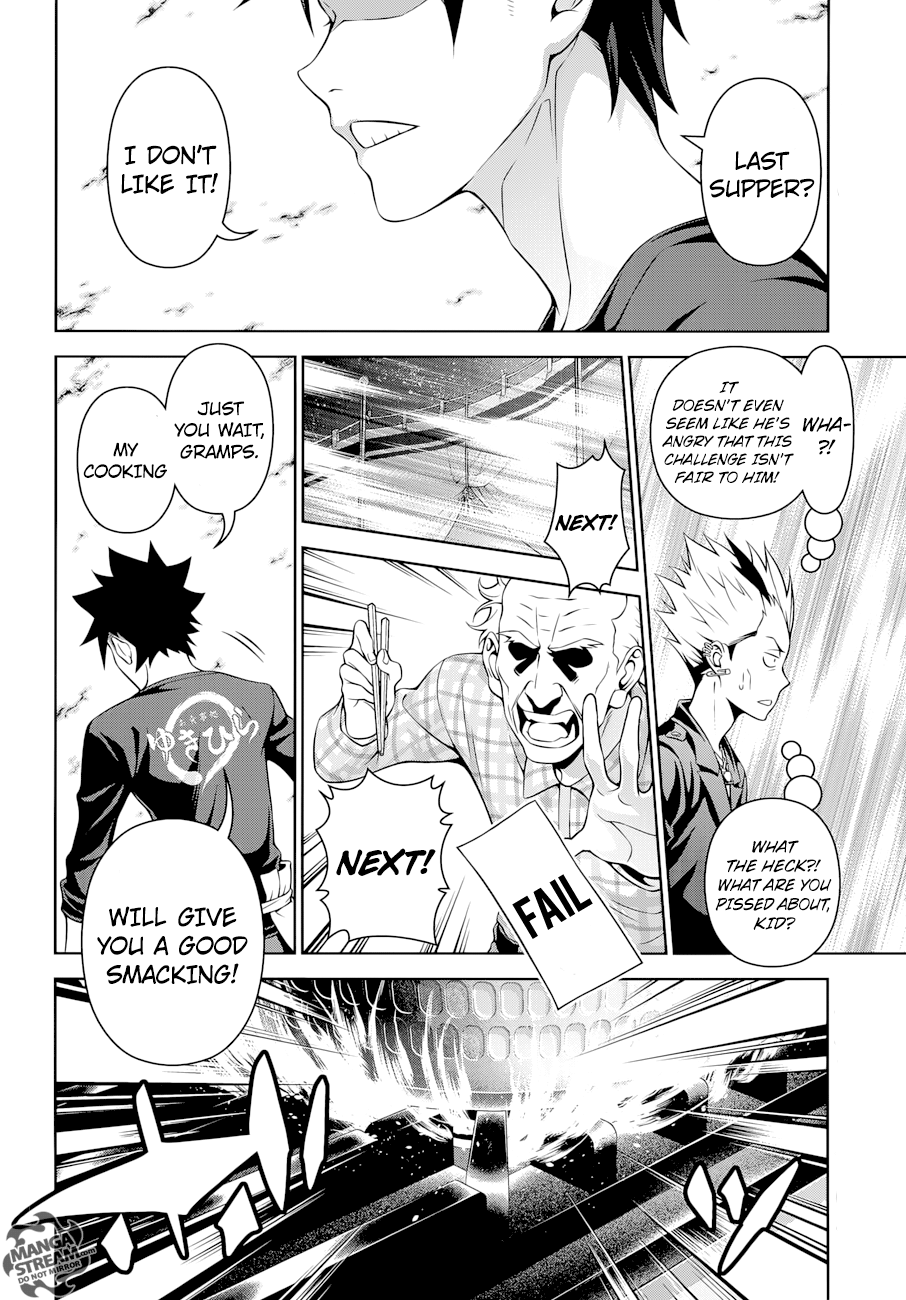 LAST
SUPPER?
I DON'T
LIKE IT!
WHA-
?!
IT
DOESN'T EVEN
SEEM LIKE HE'S
ANGRY THAT THIS
CHALLENGE ISN'T
FAIR TO HIM!
WHAT
THE HECK?!
WHAT ARE YOU
PISSED ABOUT,
KID?
NEXT!
NEXT!
FAIL
JUST
YOU WAIT,
GRAMPS.
MY
COOKING
ゆきひら
WILL GIVE
YOU A GOOD
SMACKING!
MANGA
STREAM.com
DO NOT MIRROR